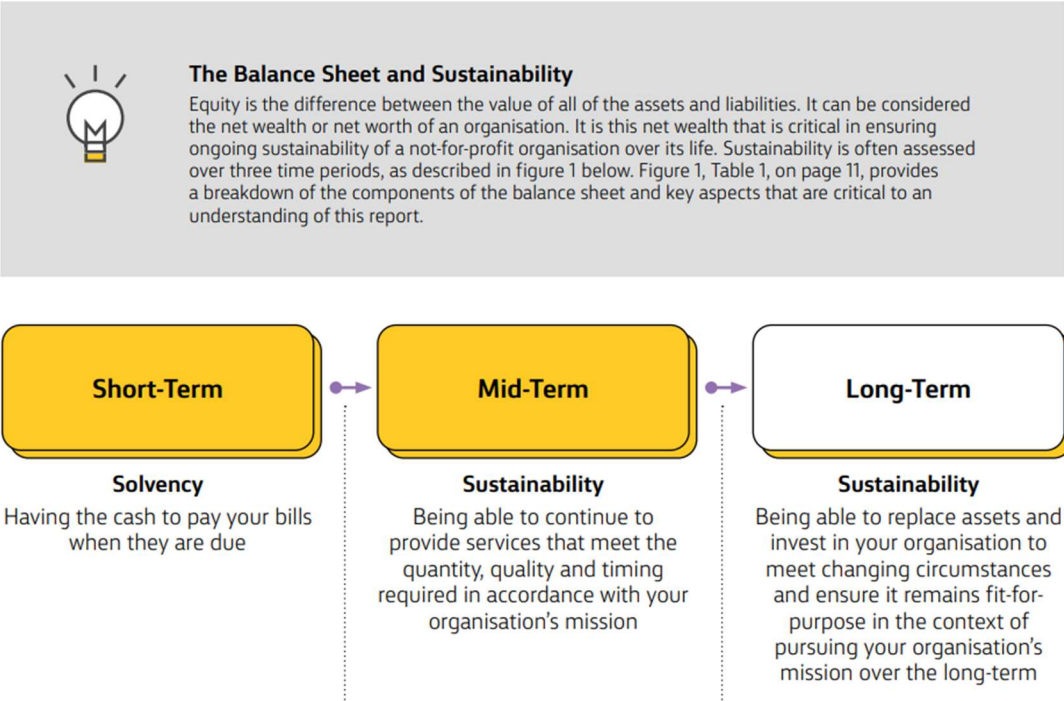 The Balance Sheet and Sustainability
Equity is the difference between the value of all of the assets and liabilities. It can be considered
the net wealth or net worth of an organisation. It is this net wealth that is critical in ensuring
ongoing sustainability of a not-for-profit organisation over its life. Sustainability is often assessed
over three time periods, as described in figure 1 below. Figure 1, Table 1, on page 11, provides
a breakdown of the components of the balance sheet and key aspects that are critical to an
understanding of this report.
Short-Term
Solvency
Having the cash to pay your bills
when they are due
Mid-Term
Sustainability
Being able to continue to
provide services that meet the
quantity, quality and timing
required in accordance with your
organisation's mission
Long-Term
Sustainability
Being able to replace assets and
invest in your organisation to
meet changing circumstances
and ensure it remains fit-for-
purpose in the context of
pursuing your organisation's
mission over the long-term